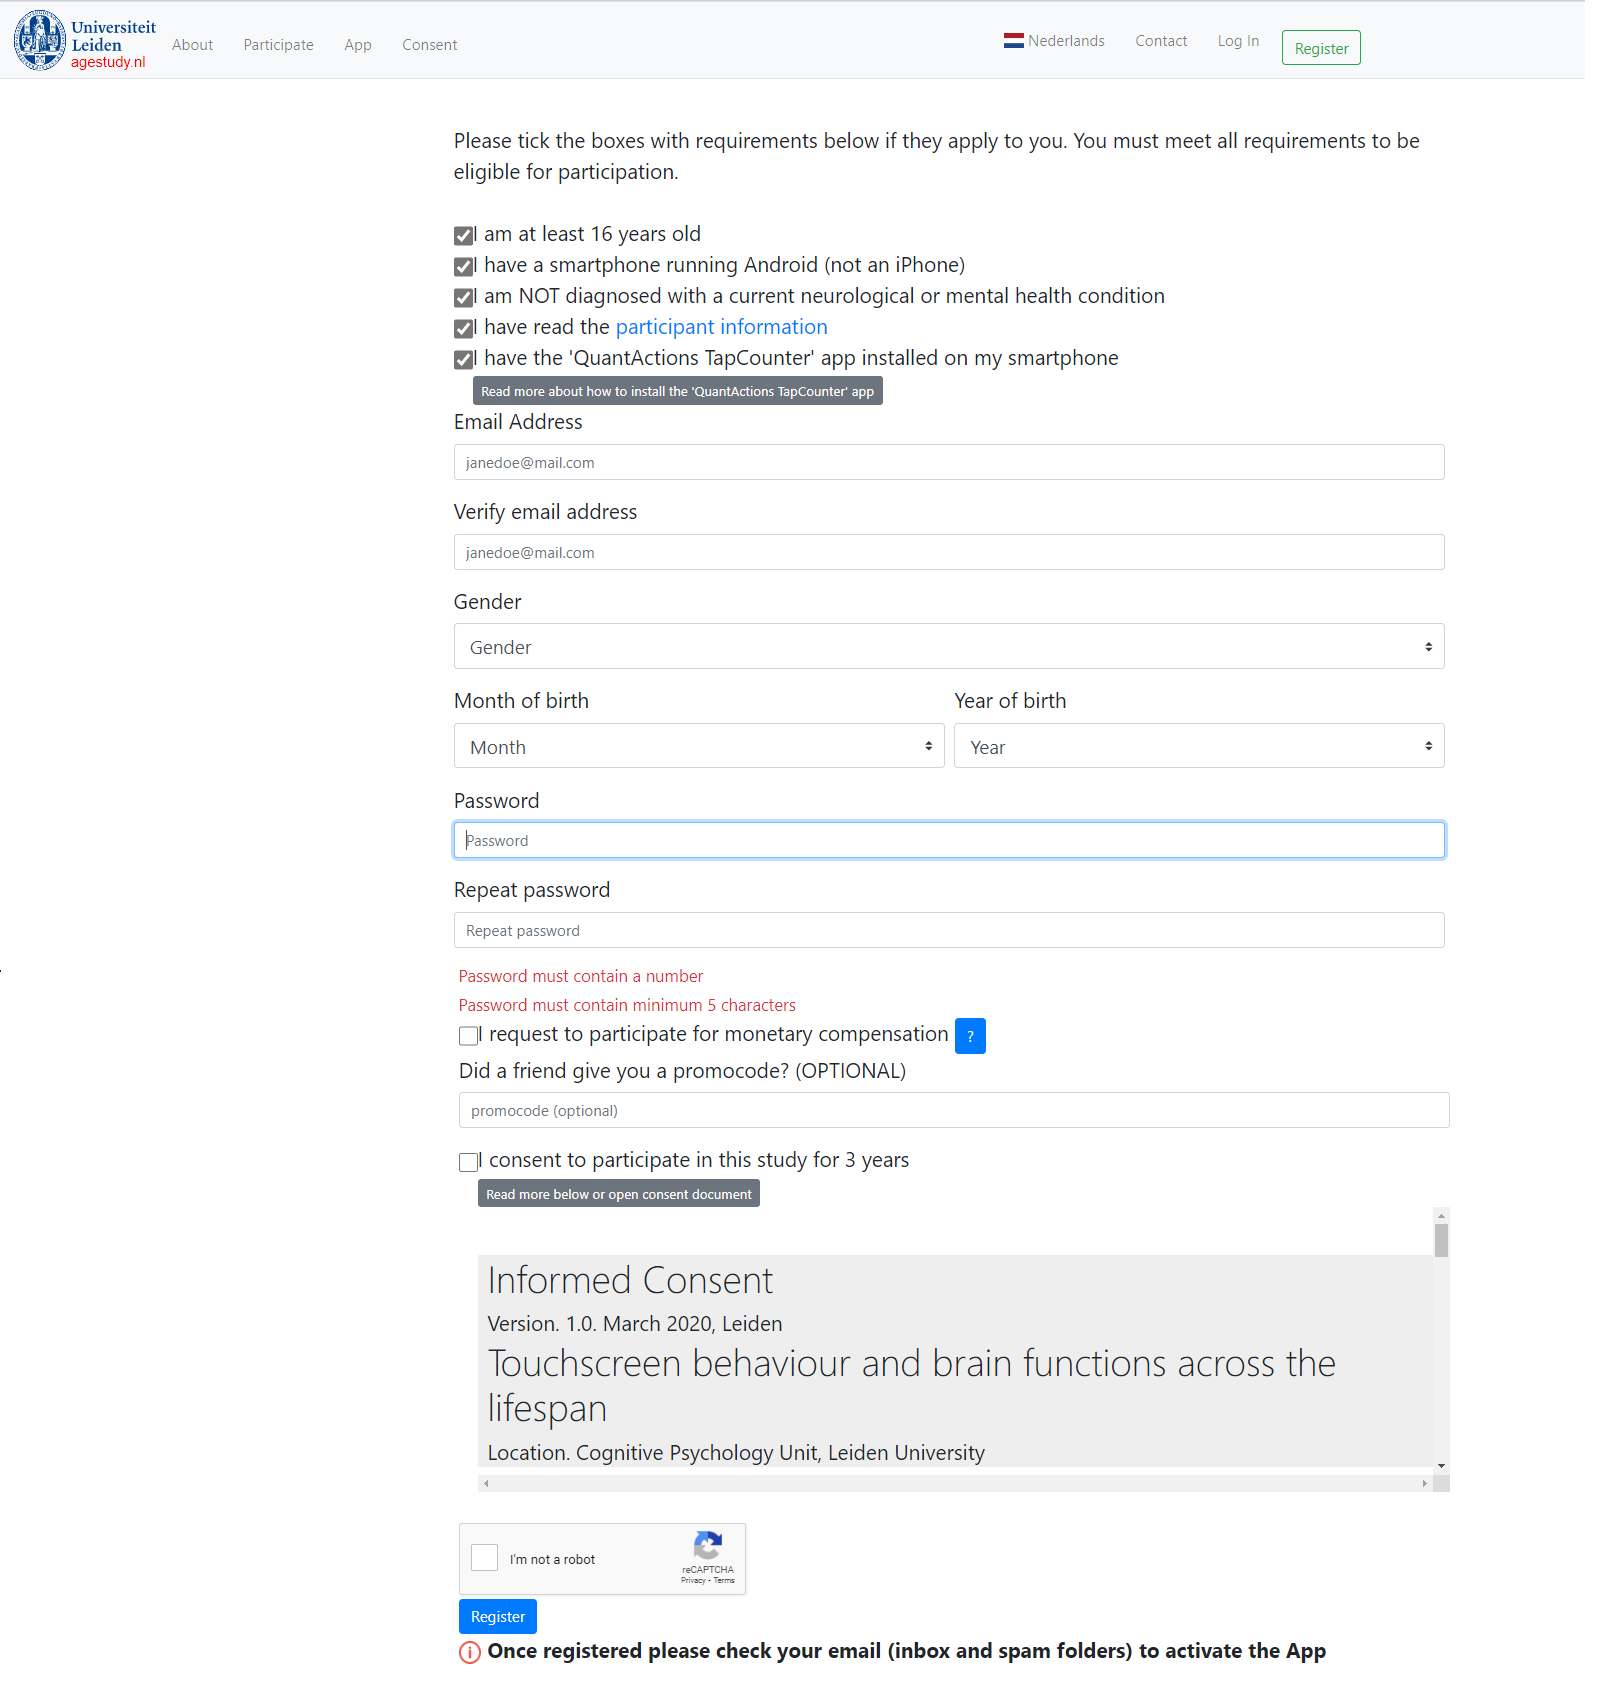 Universiteit
Leiden
agestudy.nl
About
Participate
App
Consent
Nederlands
Contact
Log In
Register
Please tick the boxes with requirements below if they apply to you. You must meet all requirements to be
eligible for participation.
I am at least 16 years old
I have a smartphone running Android (not an iPhone)
I am NOT diagnosed with a current neurological or mental health condition
I have read the participant information
I have the 'QuantActions TapCounter' app installed on my smartphone
Read more about how to install the 'QuantActions TapCounter' app
Email Address
janedoe@mail.com
Verify email address
janedoe@mail.com
Gender
Gender
Month of birth
Year of birth
Month
Year
Password
Password
Repeat password
Repeat password
Password must contain a number
Password must contain minimum 5 characters
I request to participate for monetary compensation ?
Did a friend give you a promocode? (OPTIONAL)
promocode (optional)
I consent to participate in this study for 3 years
Read more below or open consent document
Informed Consent
Version. 1.0. March 2020, Leiden
Touchscreen behaviour and brain functions across the
lifespan
Location. Cognitive Psychology Unit, Leiden University
I'm not a robot
reCAPTCHA
Privacy - Terms
Register
Once registered please check your email (inbox and spam folders) to activate the App